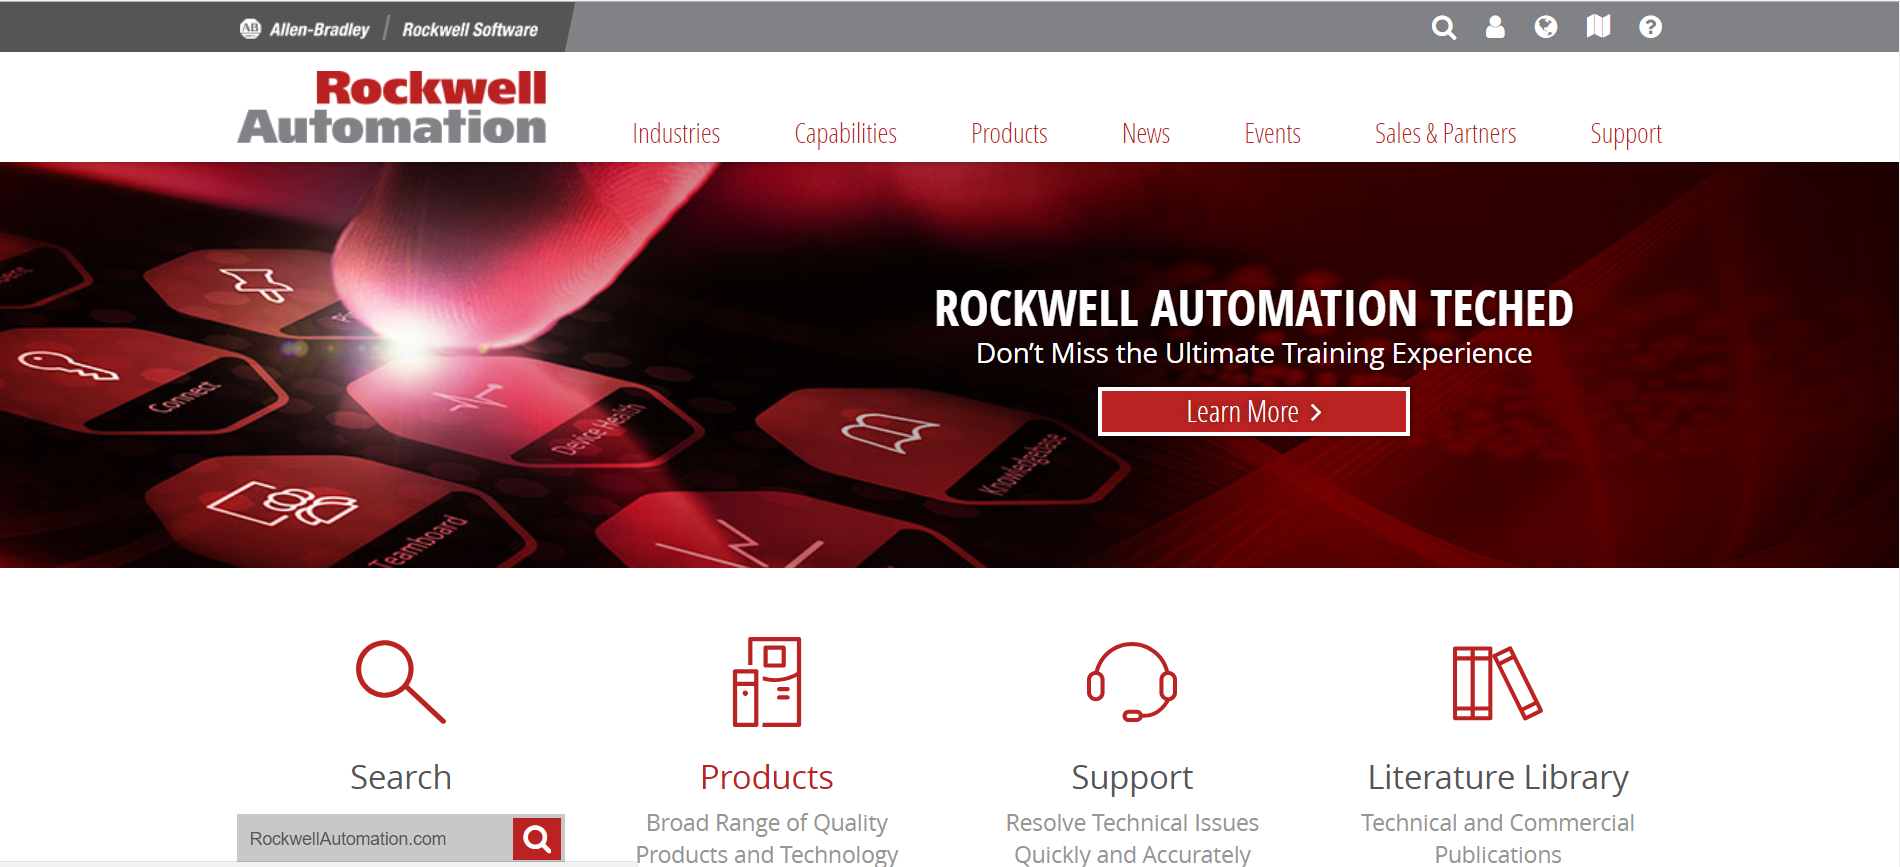 AB Allen-Bradley Rockwell Software
Rockwell
Automation
Industries Capabilities Products News Events Sales & Partners Support
ROCKWELL AUTOMATION TECHED
Don't Miss the Ultimate Training Experience
Learn More
Connect
Device Health
Knowledgebase
Teamboard
Search
RockwellAutomation.com
Products
Broad Range of Quality
Products and Technology
Support
Resolve Technical Issues
Quickly and Accurately
Literature Library
Technical and Commercial
Publications